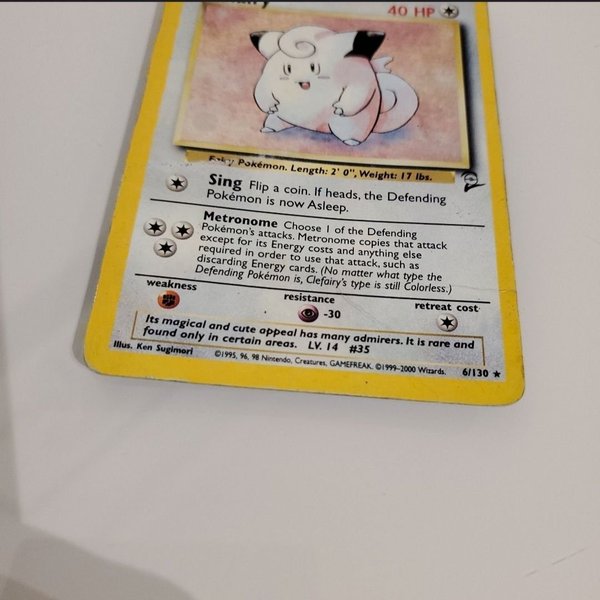 40 HP
Fairy Pokémon. Length: 2' 0", Weight: 17 lbs.
Sing Flip a coin. If heads, the Defending
Pokémon is now Asleep.
Metronome Choose 1 of the Defending
Pokémon's attacks. Metronome copies that attack
except for its Energy costs and anything else
required in order to use that attack, such as
discarding Energy cards. (No matter what type the
Defending Pokémon is, Clefairy's type is still Colorless.)
weakness
resistance
retreat cost
-30
Its magical and cute appeal has many admirers. It is rare and
found only in certain areas. LV. 14 #35
Illus. Ken Sugimori ©1995, 96, 98 Nintendo, Creatures, GAMEFREAK. ©1999-2000 Wizards. 6/130 ★